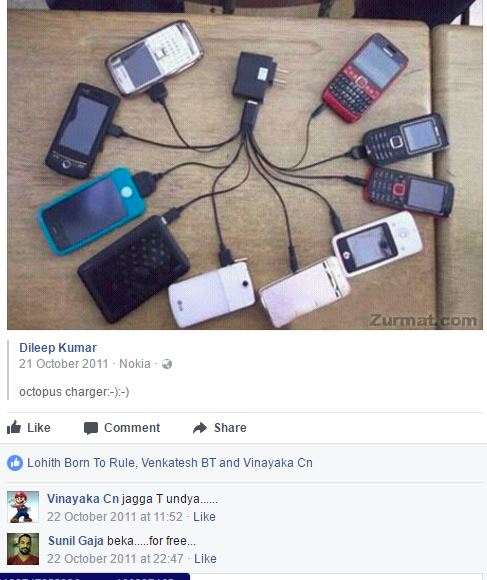 Zurmat.com
Dileep Kumar
21 October 2011 · Nokia ·
octopus charger:-):-)
Like Comment Share
Lohith Born To Rule, Venkatesh BT and Vinayaka Cn
Vinayaka Cn jagga T undya......
22 October 2011 at 11:52 · Like
Sunil Gaja beka.....for free...
22 October 2011 at 22:47 · Like